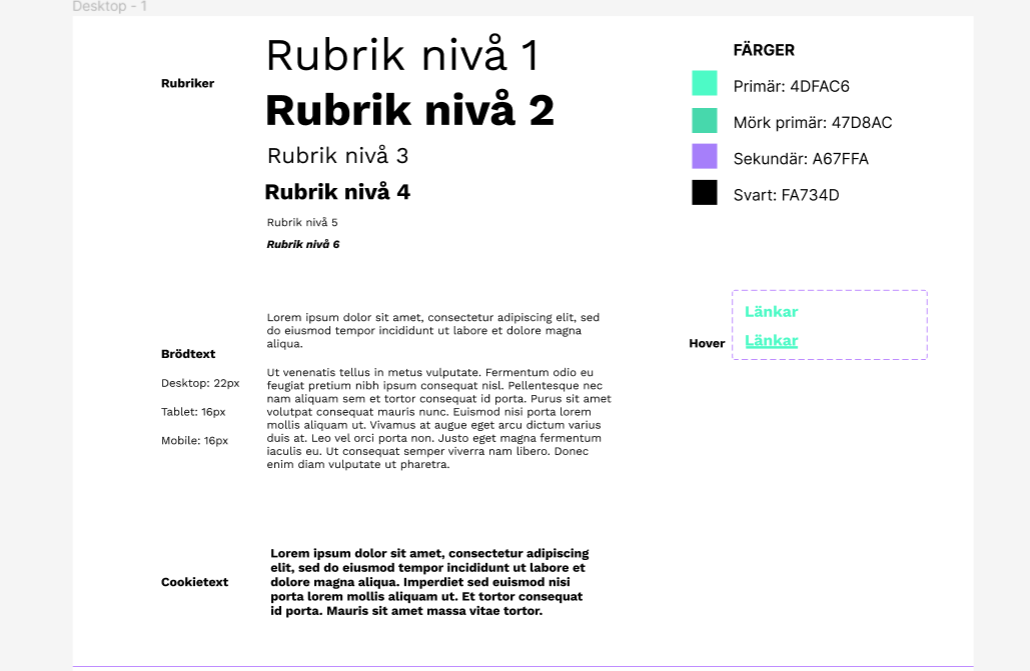 Desktop - 1
Rubriker
Rubrik nivå 1
Rubrik nivå 2
Rubrik nivå 3
Rubrik nivå 4
Rubrik nivå 5
Rubrik nivå 6
FÄRGER
Primär: 4DFAC6
Mörk primär: 47D8AC
Sekundär: A67FFA
Svart: FA734D
Hover
Länkar
Länkar
Brödtext
Desktop: 22px
Tablet: 16px
Mobile: 16px
Lorem ipsum dolor sit amet, consectetur adipiscing elit, sed
do eiusmod tempor incididunt ut labore et dolore magna
aliqua.
Ut venenatis tellus in metus vulputate. Fermentum odio eu
feugiat pretium nibh ipsum consequat nisl. Pellentesque nec
nam aliquam sem et tortor consequat id porta. Purus sit amet
volutpat consequat mauris nunc. Euismod nisi porta lorem
mollis aliquam ut. Vivamus at augue eget arcu dictum varius
duis at. Leo vel orci porta non. Justo eget magna fermentum
iaculis eu. Ut consequat semper viverra nam libero. Donec
enim diam vulputate ut pharetra.
Cookietext
Lorem ipsum dolor sit amet, consectetur adipiscing
elit, sed do eiusmod tempor incididunt ut labore et
dolore magna aliqua. Imperdiet sed euismod nisi
porta lorem mollis aliquam ut. Et tortor consequat
id porta. Mauris sit amet massa vitae tortor.